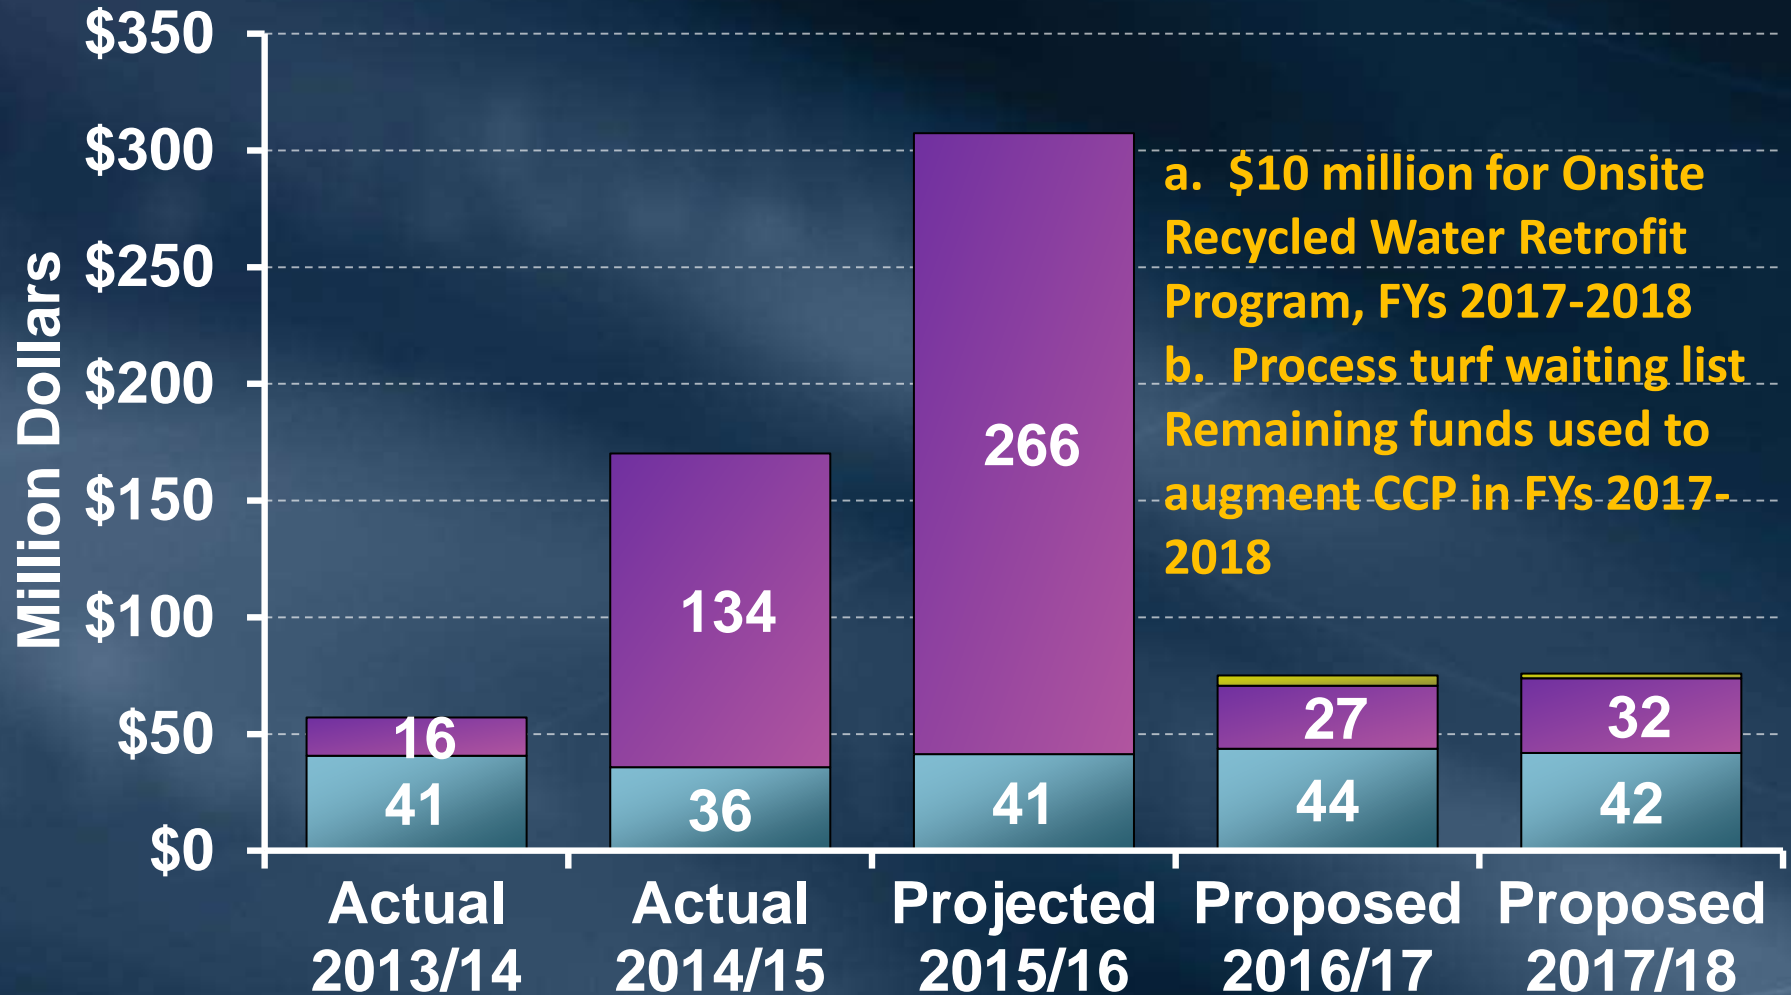 $350
$300
$250
$200
$150
$100
$50
$0
Million Dollars
a. $10 million for Onsite
Recycled Water Retrofit
Program, FYs 2017-2018
b. Process turf waiting list
Remaining funds used to
augment CCP in FYs 2017-
2018
16
41
134
36
266
41
27
44
32
42
Actual
2013/14
Actual
2014/15
Projected
2015/16
Proposed
2016/17
Proposed
2017/18